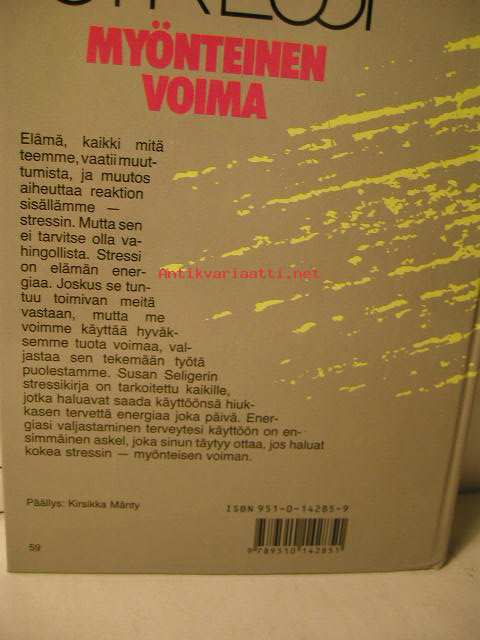 STRESSI
MYÖNTEINEN
VOIMA
Elämä, kaikki mitä
teemme, vaatii muut-
tumista, ja muutos
aiheuttaa reaktion
sisällämme —
stressin. Mutta sen
ei tarvitse olla va-
hingollista. Stressi
on elämän ener-
giaa. Joskus se tun-
tuu toimivan meitä
vastaan, mutta me
voimme käyttää hyväk-
semme tuota voimaa, val-
jastaa sen tekemään työtä
puolestamme. Susan Seligerin
stressikirja on tarkoitettu kaikille,
jotka haluavat saada käyttöönsä hiuk-
kasen tervettä energiaa joka päivä. Ener-
giasi valjastaminen terveytesi käyttöön on en-
simmäinen askel, joka sinun täytyy ottaa, jos haluat
kokea stressin — myönteisen voiman.
Antikvariaatti.net
Päällys: Kirsikka Mänty
ISBN 951-0-14285-9
9 789510 142851
59